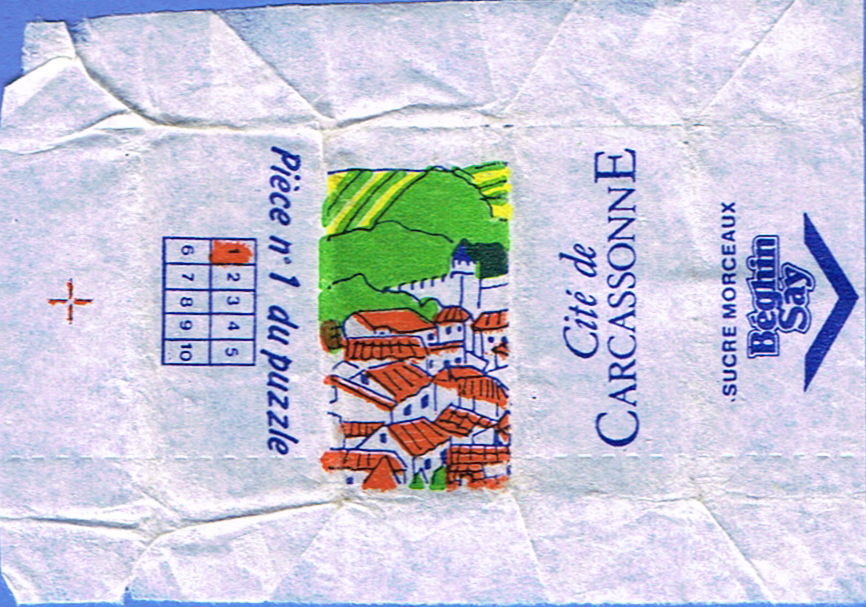 Béghin
Say
SUCRE MORCEAUX
Cité de
CARCASSONNE
Pièce n°1 du puzzle
1 2 3 4 5
6 7 8 9 10